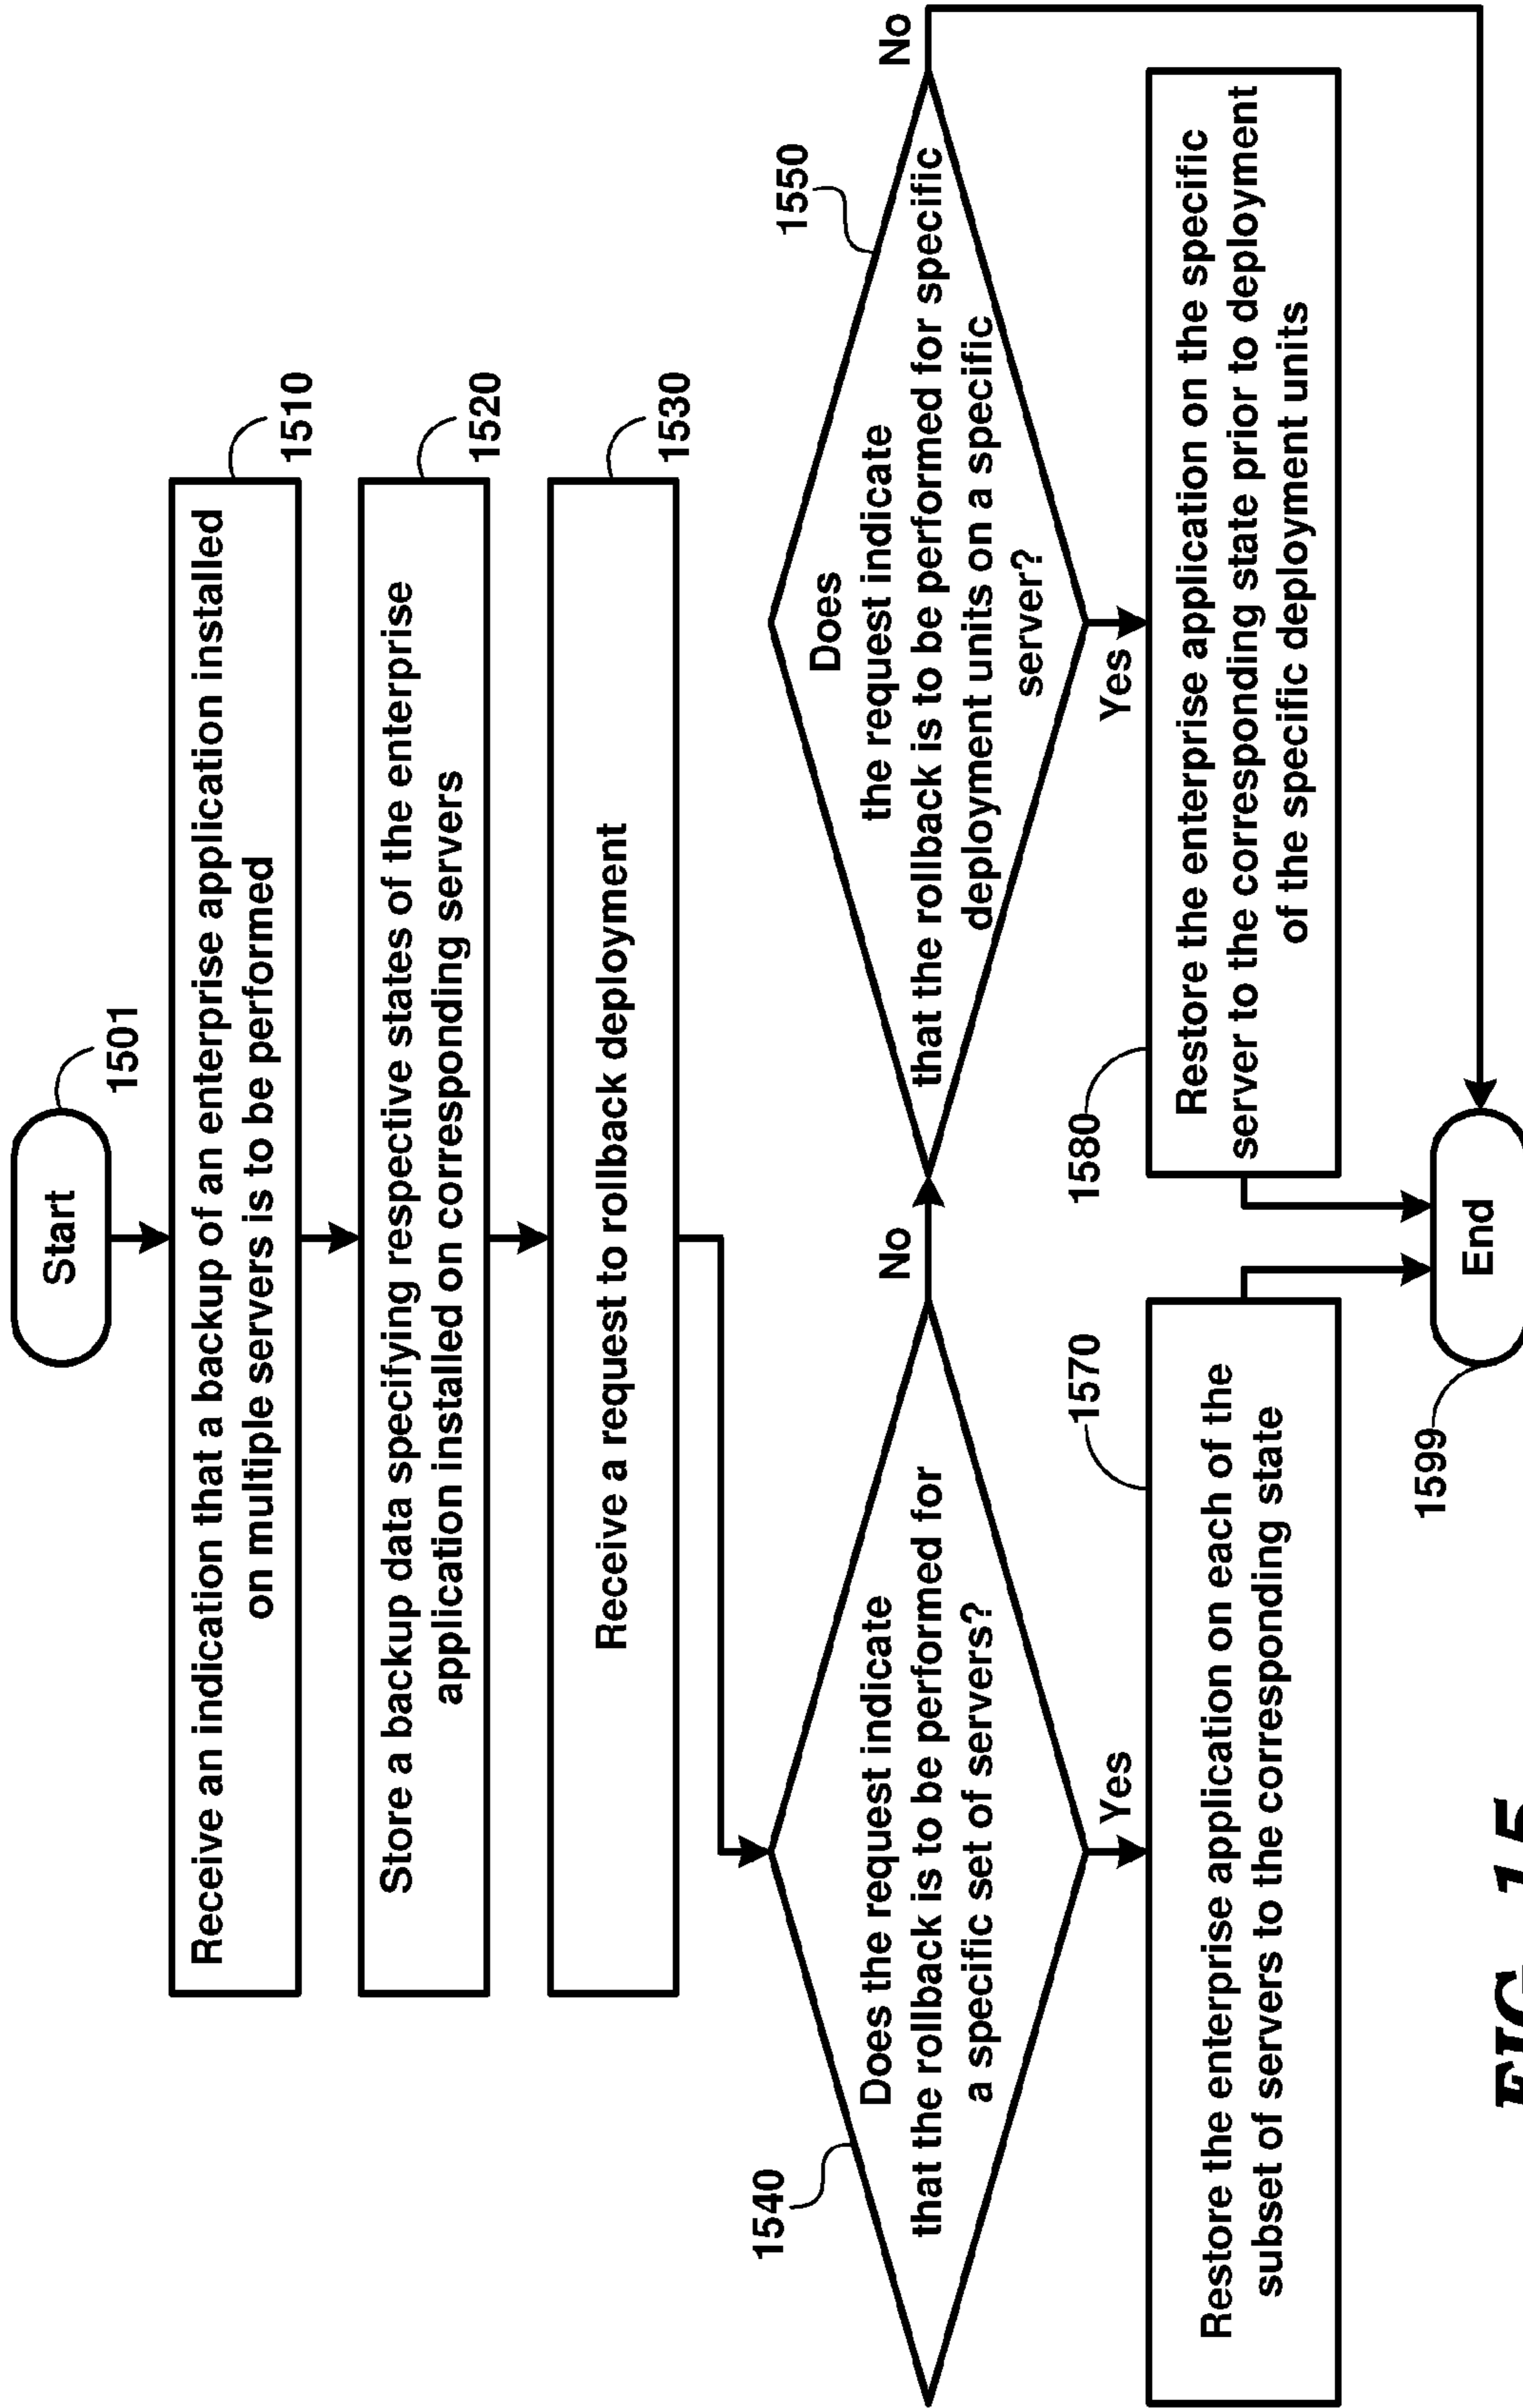 Start
1501
Receive an indication that a backup of an enterprise application installed
on multiple servers is to be performed
1510
Store a backup data specifying respective states of the enterprise
application installed on corresponding servers
1520
Receive a request to rollback deployment
1530
1540
Does the request indicate
that the rollback is to be performed for
a specific set of servers?
No
Yes
1550
Does
the request indicate
that the rollback is to be performed for specific
deployment units on a specific
server?
No
Yes
1570
Restore the enterprise application on each of the
subset of servers to the corresponding state
1580
Restore the enterprise application on the specific
server to the corresponding state prior to deployment
of the specific deployment units
End
1599
FIG. 15